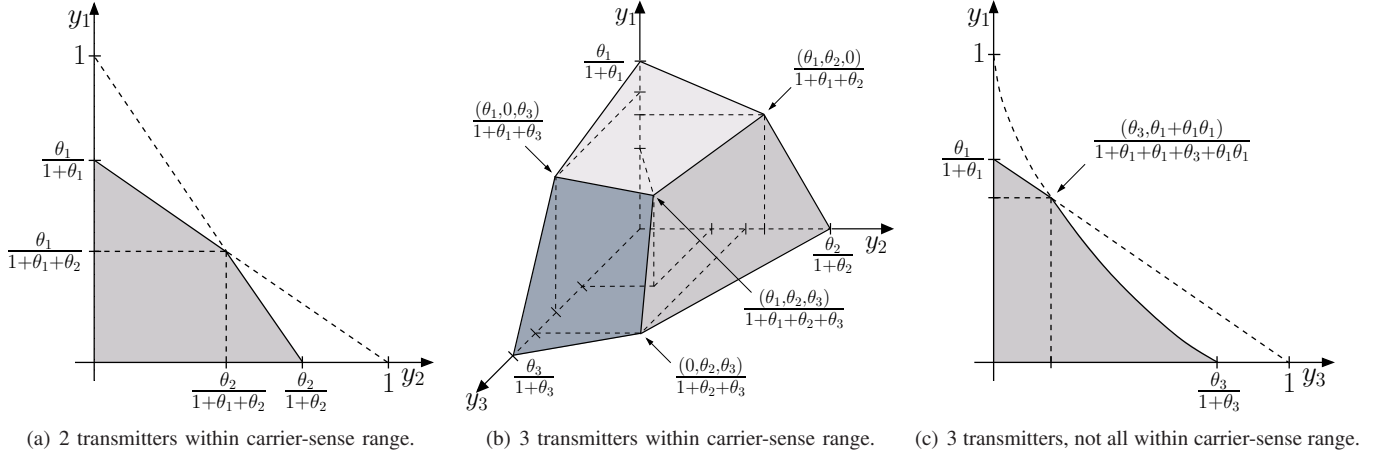 y₁
1
θ₁/(1+θ₁)
θ₁/(1+θ₁+θ₂)
θ₂/(1+θ₁+θ₂)
θ₂/(1+θ₂)
1
y₂
(a) 2 transmitters within carrier-sense range.
y₁
θ₁/(1+θ₁)
(θ₁,θ₂,0)/(1+θ₁+θ₂)
(θ₁,0,θ₃)/(1+θ₁+θ₃)
y₂
θ₂/(1+θ₂)
(θ₁,θ₂,θ₃)/(1+θ₁+θ₂+θ₃)
(0,θ₂,θ₃)/(1+θ₂+θ₃)
θ₃/(1+θ₃)
y₃
(b) 3 transmitters within carrier-sense range.
y₁
1
θ₁/(1+θ₁)
(θ₃,θ₁+θ₁θ₁)/(1+θ₁+θ₁+θ₃+θ₁θ₁)
θ₃/(1+θ₃)
1
y₃
(c) 3 transmitters, not all within carrier-sense range.